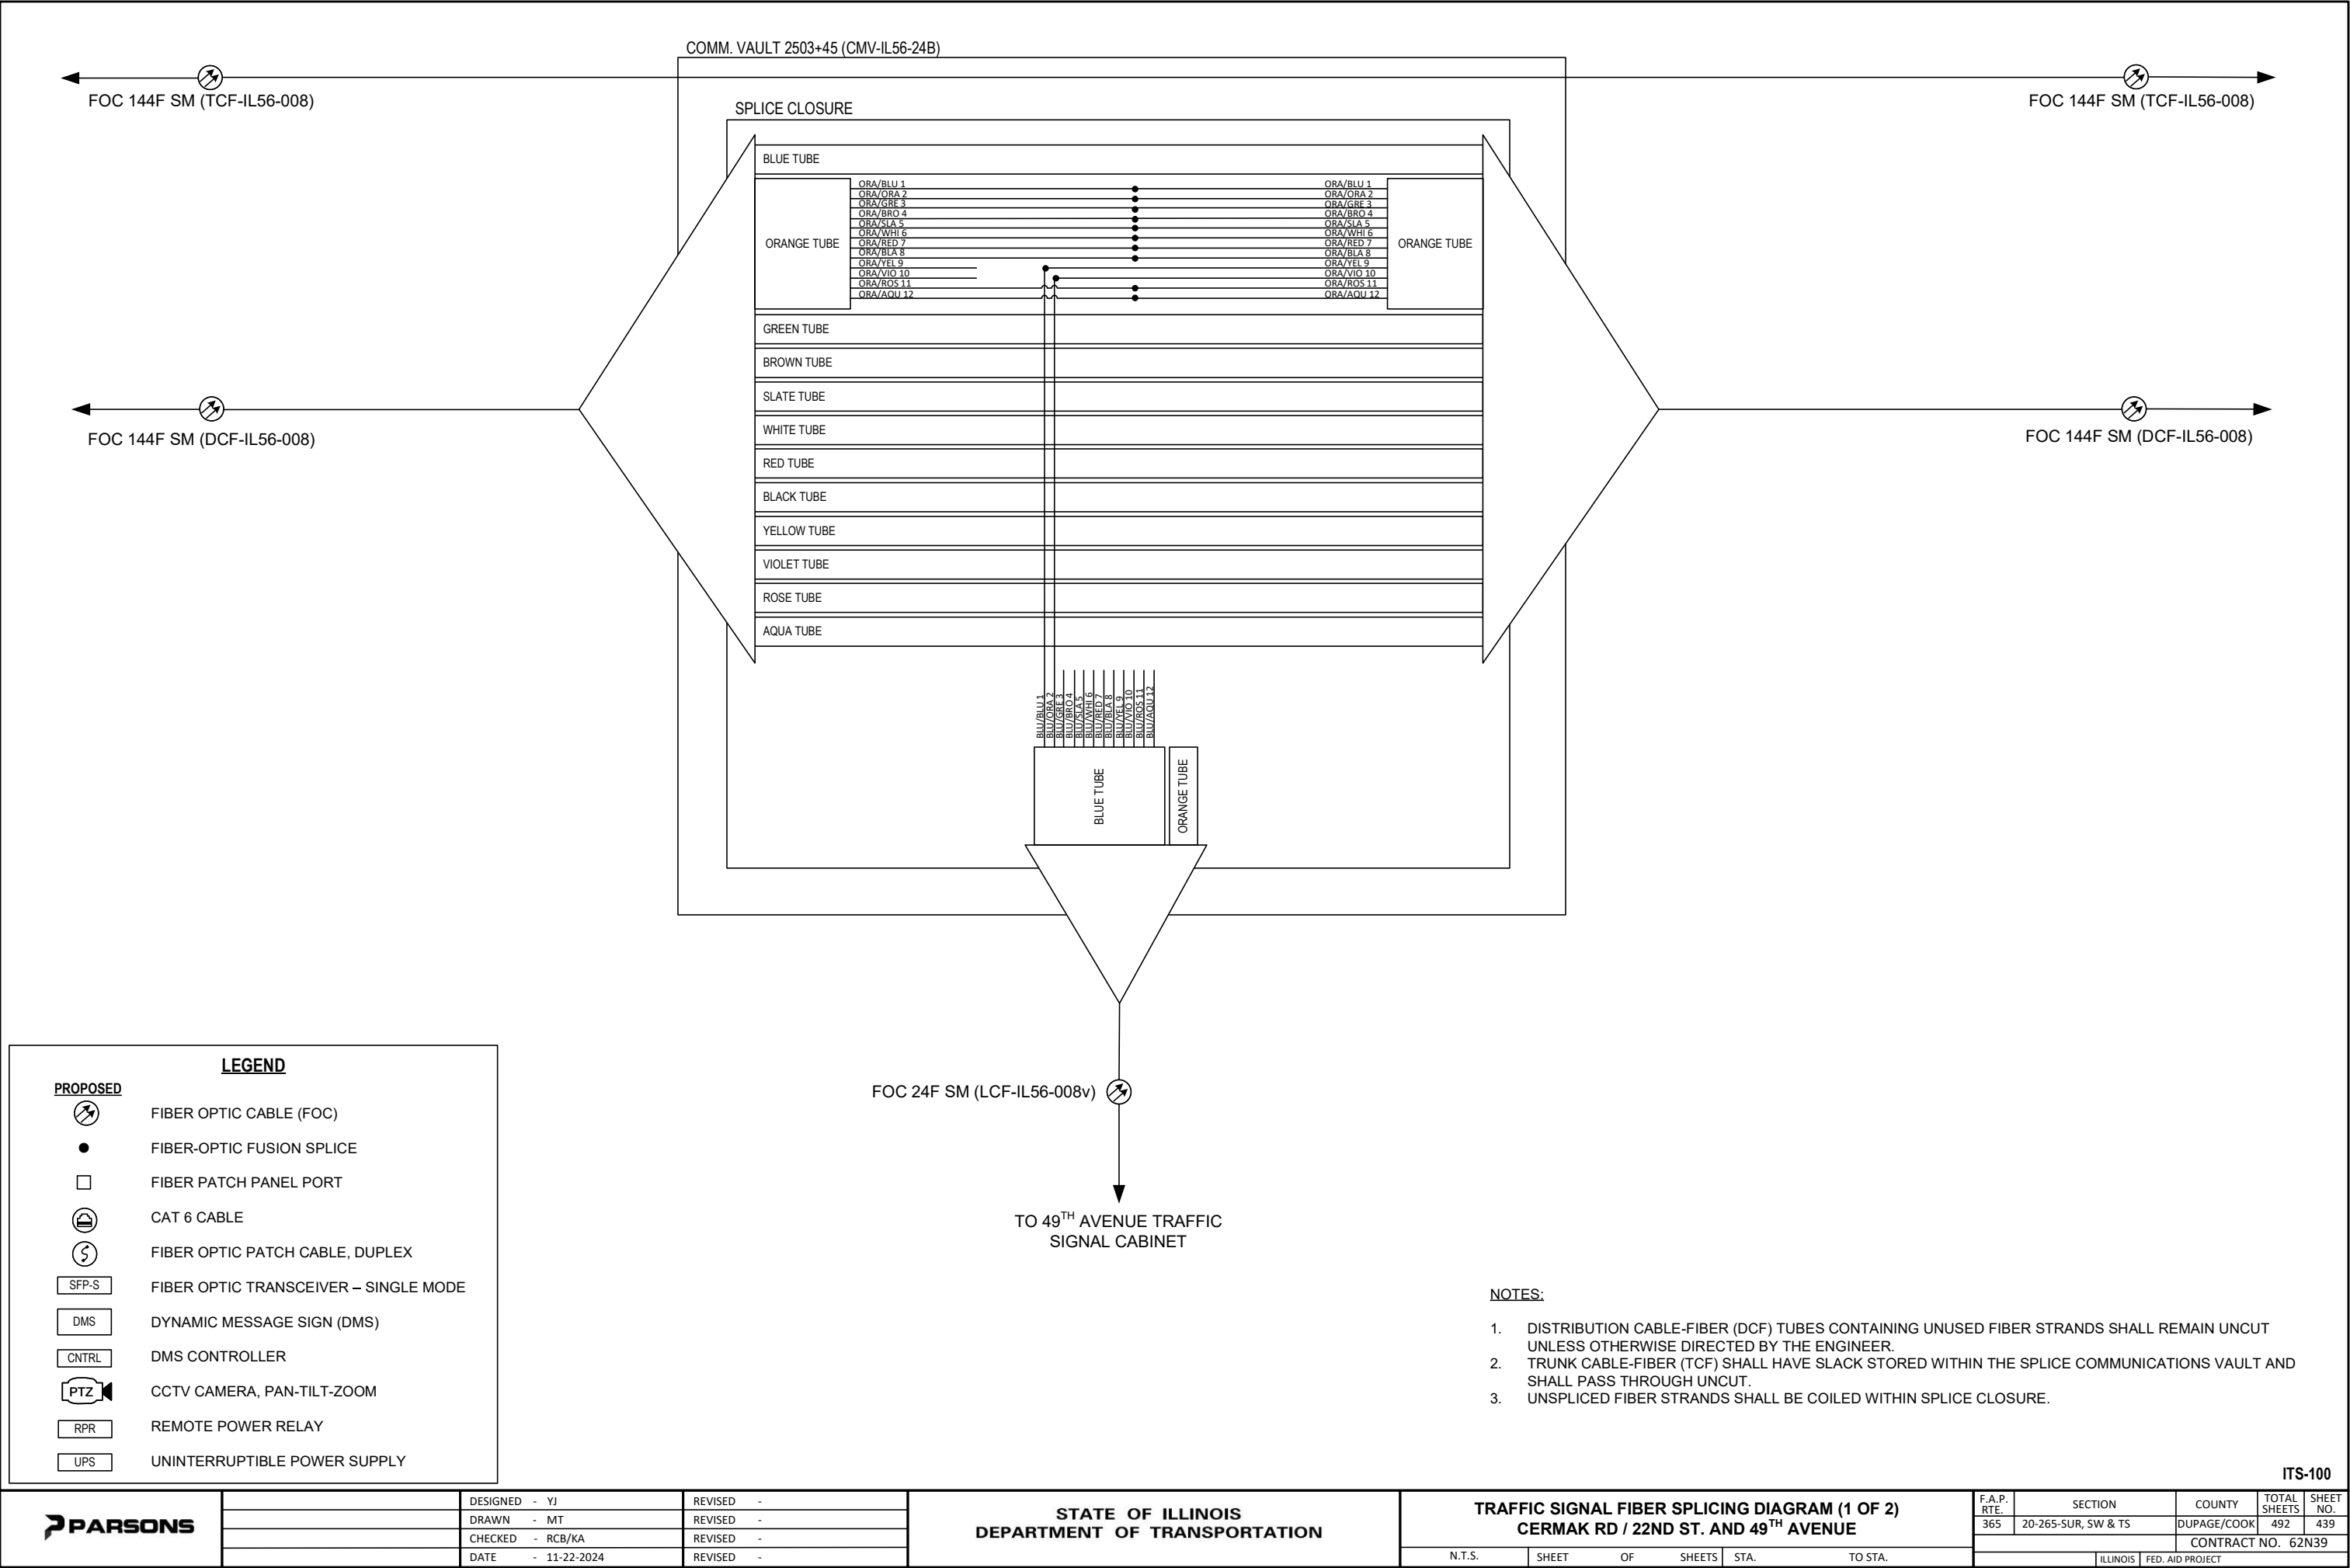 COMM. VAULT 2503+45 (CMV-IL56-24B)
FOC 144F SM (TCF-IL56-008)
FOC 144F SM (TCF-IL56-008)
SPLICE CLOSURE
BLUE TUBE
ORANGE TUBE
ORA/BLU 1
ORA/ORA 2
ORA/GRE 3
ORA/BRO 4
ORA/SLA 5
ORA/WHI 6
ORA/RED 7
ORA/BLA 8
ORA/YEL 9
ORA/VIO 10
ORA/ROS 11
ORA/AQU 12
ORA/BLU 1
ORA/ORA 2
ORA/GRE 3
ORA/BRO 4
ORA/SLA 5
ORA/WHI 6
ORA/RED 7
ORA/BLA 8
ORA/YEL 9
ORA/VIO 10
ORA/ROS 11
ORA/AQU 12
ORANGE TUBE
GREEN TUBE
BROWN TUBE
SLATE TUBE
WHITE TUBE
RED TUBE
BLACK TUBE
YELLOW TUBE
VIOLET TUBE
ROSE TUBE
AQUA TUBE
FOC 144F SM (DCF-IL56-008)
FOC 144F SM (DCF-IL56-008)
BLU/BLU 1
BLU/ORA 2
BLU/GRE 3
BLU/BRO 4
BLU/SLA 5
BLU/WHI 6
BLU/RED 7
BLU/BLA 8
BLU/YEL 9
BLU/VIO 10
BLU/ROS 11
BLU/AQU 12
BLUE TUBE
ORANGE TUBE
FOC 24F SM (LCF-IL56-008v)
TO 49TH AVENUE TRAFFIC
SIGNAL CABINET
LEGEND
PROPOSED
FIBER OPTIC CABLE (FOC)
FIBER-OPTIC FUSION SPLICE
FIBER PATCH PANEL PORT
CAT 6 CABLE
FIBER OPTIC PATCH CABLE, DUPLEX
SFP-S FIBER OPTIC TRANSCEIVER – SINGLE MODE
DMS DYNAMIC MESSAGE SIGN (DMS)
CNTRL DMS CONTROLLER
PTZ CCTV CAMERA, PAN-TILT-ZOOM
RPR REMOTE POWER RELAY
UPS UNINTERRUPTIBLE POWER SUPPLY
NOTES:
1. DISTRIBUTION CABLE-FIBER (DCF) TUBES CONTAINING UNUSED FIBER STRANDS SHALL REMAIN UNCUT
UNLESS OTHERWISE DIRECTED BY THE ENGINEER.
2. TRUNK CABLE-FIBER (TCF) SHALL HAVE SLACK STORED WITHIN THE SPLICE COMMUNICATIONS VAULT AND
SHALL PASS THROUGH UNCUT.
3. UNSPLICED FIBER STRANDS SHALL BE COILED WITHIN SPLICE CLOSURE.
ITS-100
PARSONS
DESIGNED - YJ
DRAWN - MT
CHECKED - RCB/KA
DATE - 11-22-2024
REVISED -
REVISED -
REVISED -
REVISED -
STATE OF ILLINOIS
DEPARTMENT OF TRANSPORTATION
TRAFFIC SIGNAL FIBER SPLICING DIAGRAM (1 OF 2)
CERMAK RD / 22ND ST. AND 49TH AVENUE
N.T.S. SHEET OF SHEETS STA. TO STA.
F.A.P. RTE. SECTION COUNTY TOTAL SHEETS SHEET NO.
365 20-265-SUR, SW & TS DUPAGE/COOK 492 439
CONTRACT NO. 62N39
ILLINOIS FED. AID PROJECT